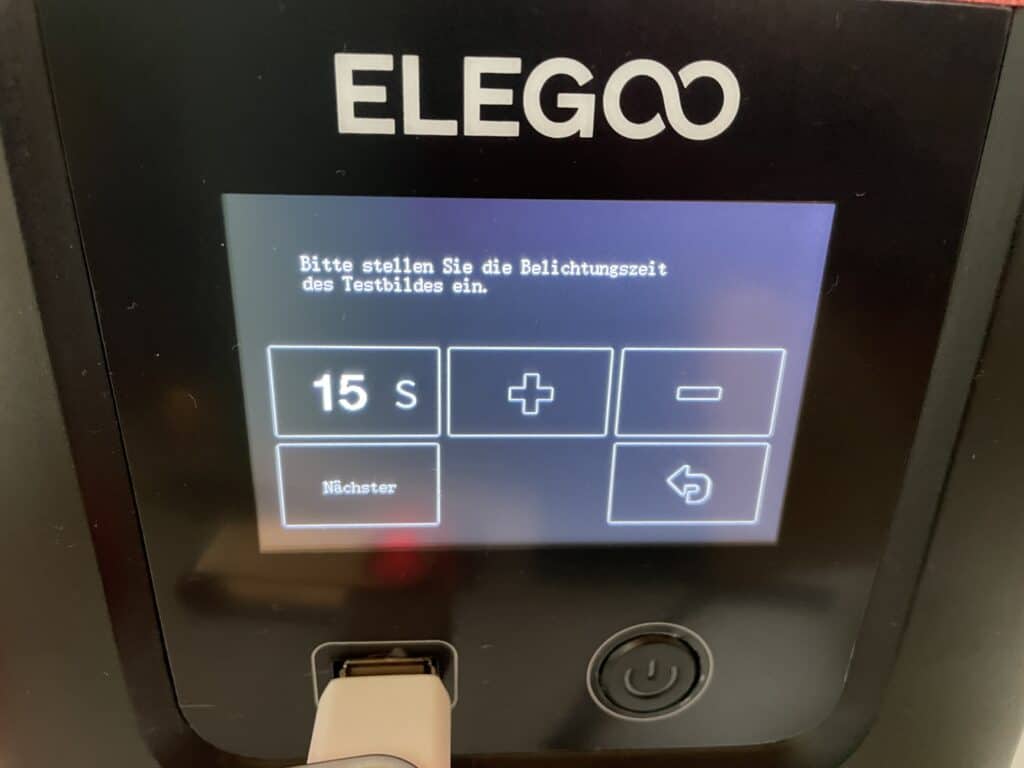 ELEGOO
Bitte stellen Sie die Belichtungszeit
des Testbildes ein.
15 S
Nächster